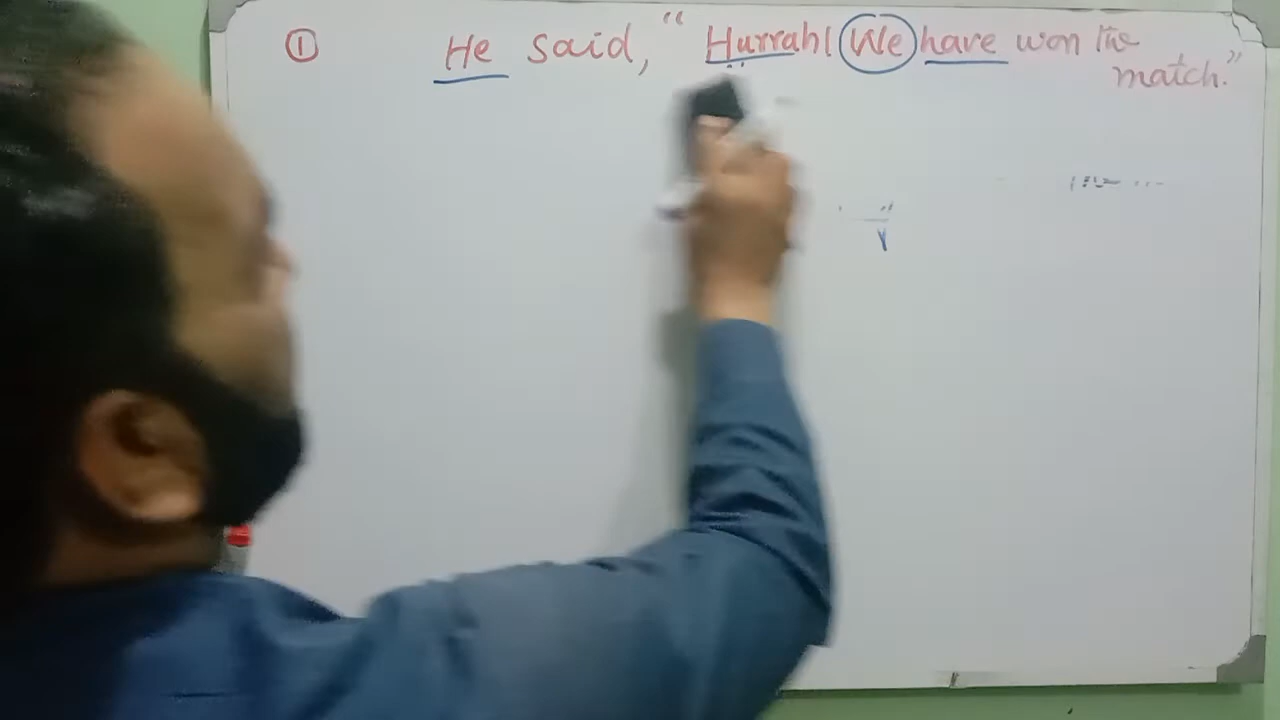 ① He said, "Hurrah! We have won the
match."